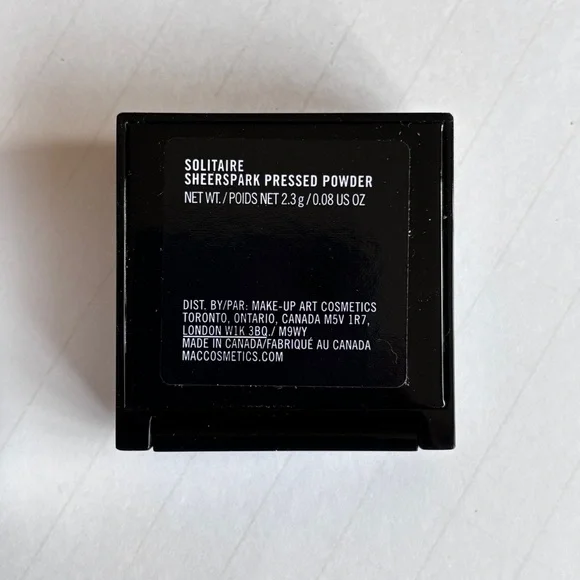 SOLITAIRE
SHEERSPARK PRESSED POWDER
NET WT./POIDS NET 2.3 g/0.08 US OZ
DIST. BY/PAR: MAKE-UP ART COSMETICS
TORONTO, ONTARIO, CANADA M5V 1R7,
LONDON W1K 3BQ./ M9WY
MADE IN CANADA/FABRIQUÉ AU CANADA
MACCOSMETICS.COM